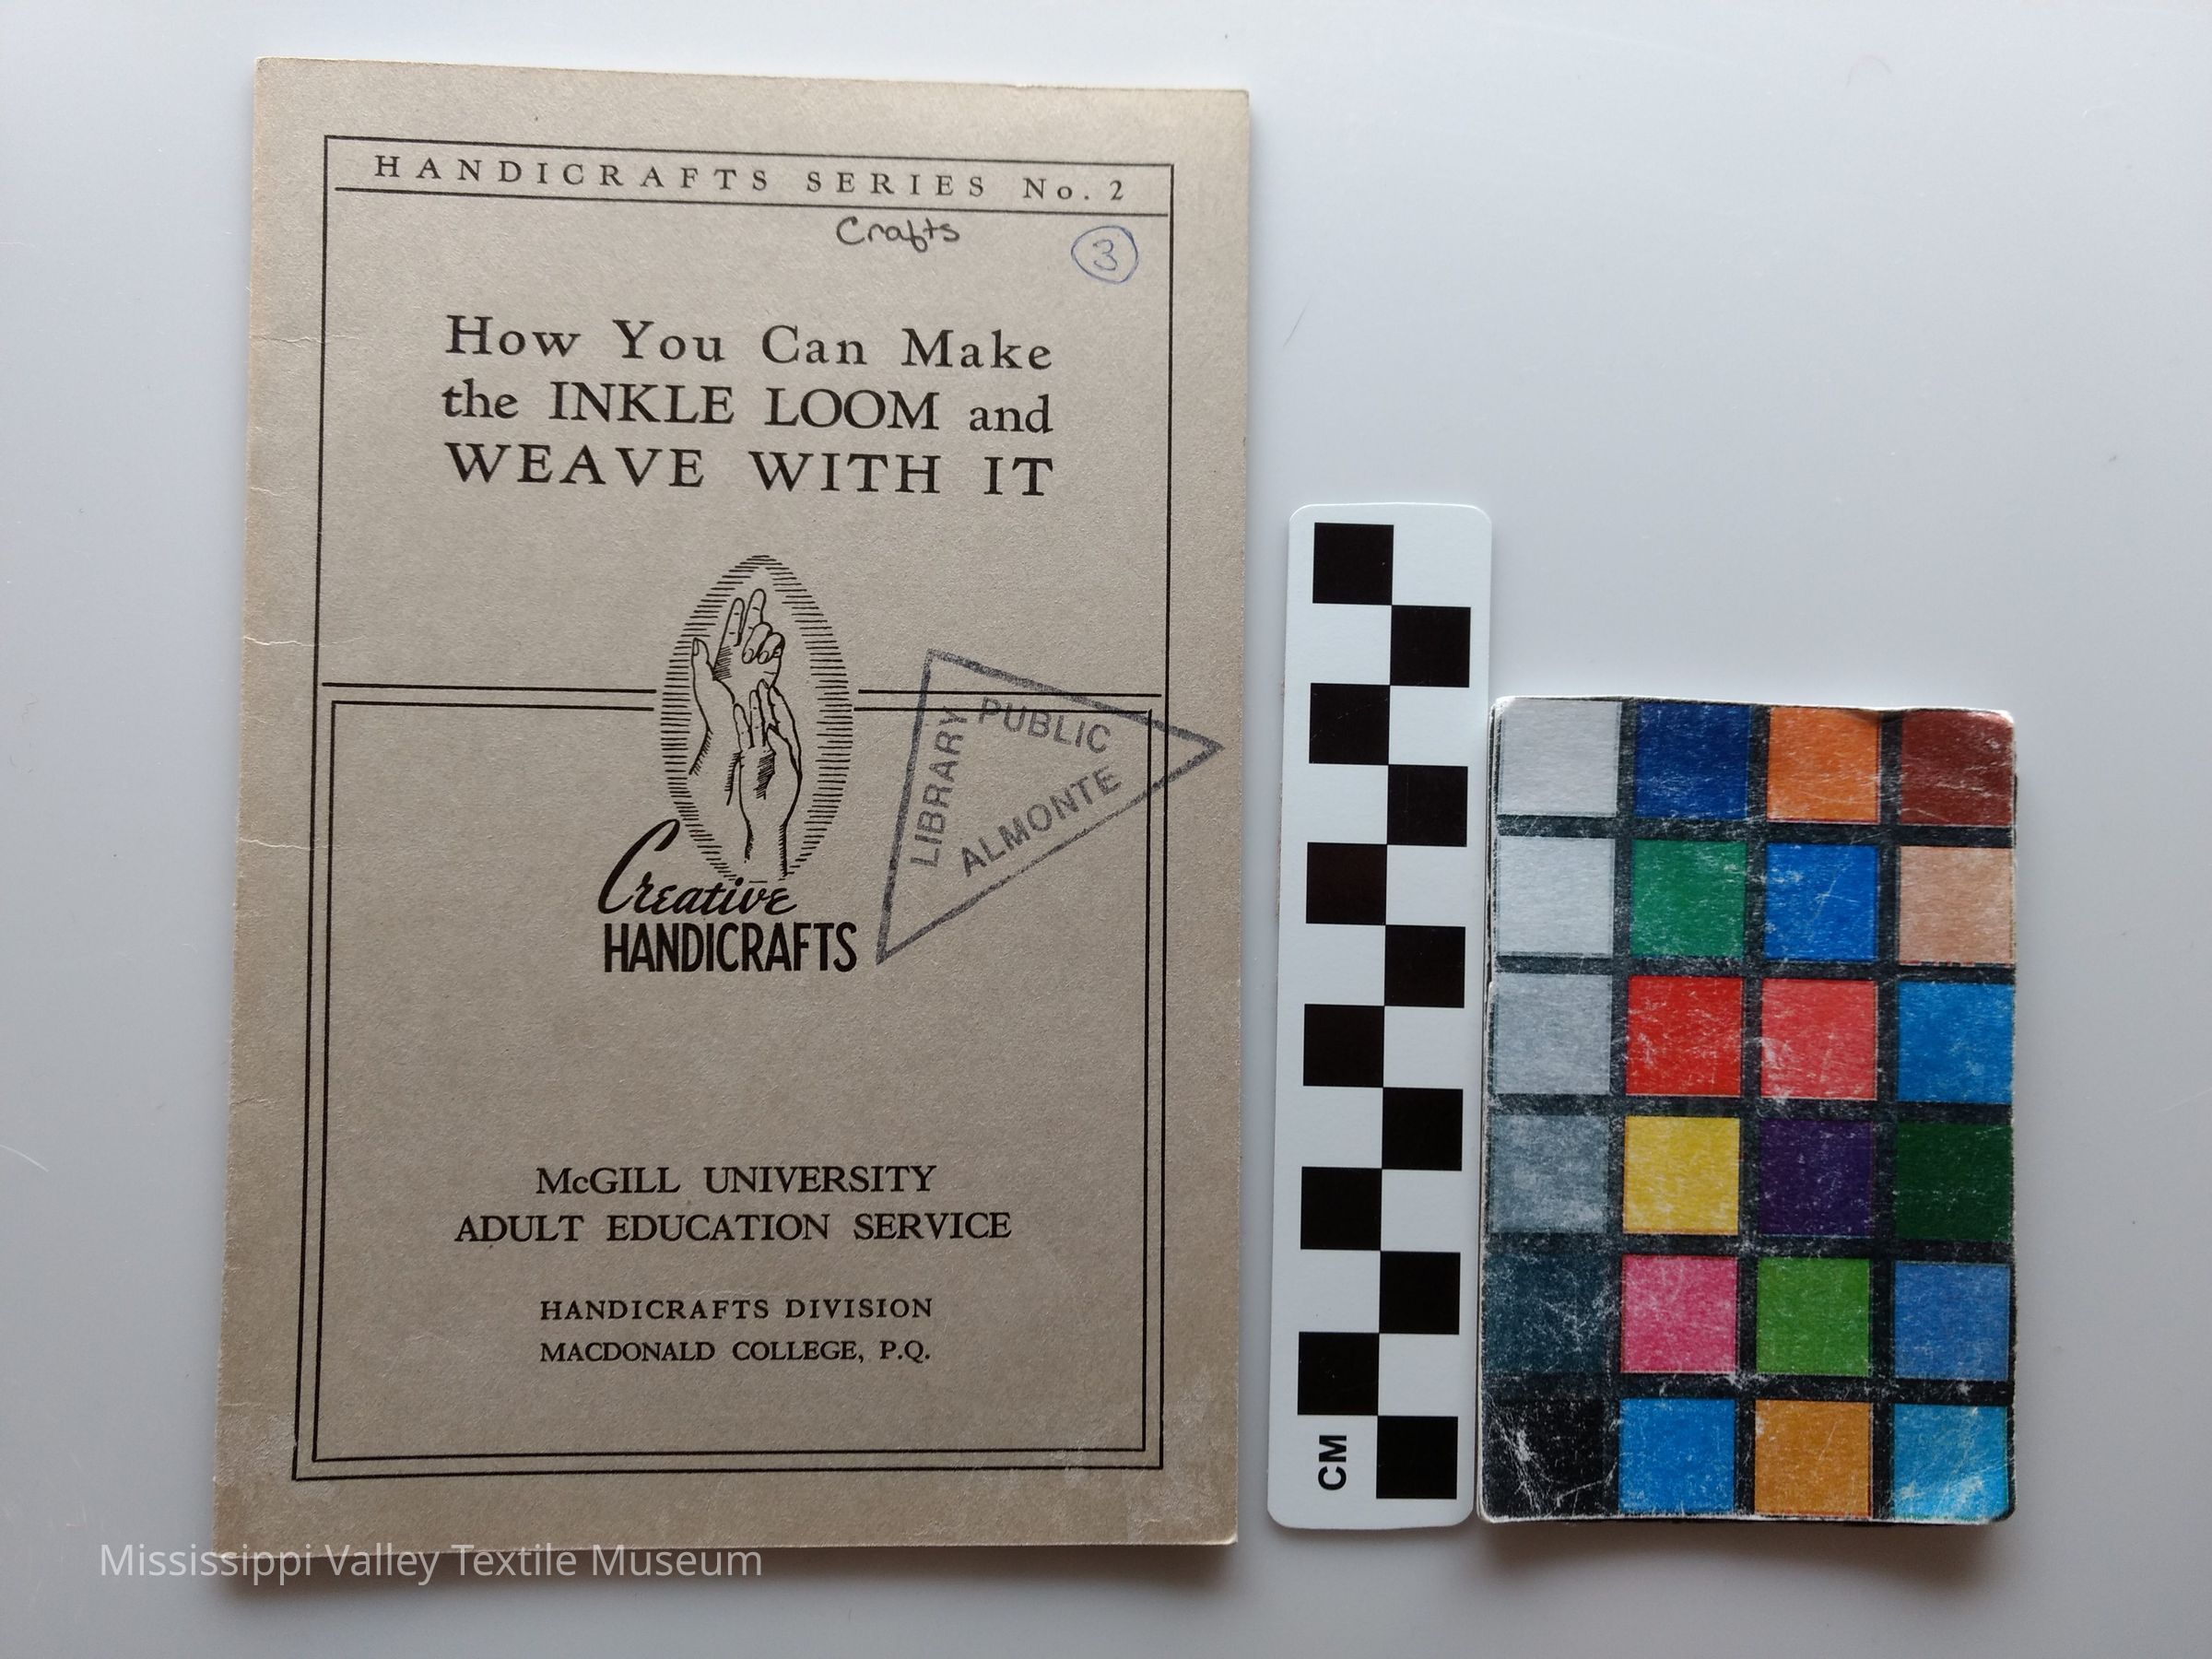 HANDICRAFTS SERIES No. 2
Crafts
3
How You Can Make
the INKLE LOOM and
WEAVE WITH IT
LIBRARY
PUBLIC
ALMONTE
Creative
HANDICRAFTS
McGILL UNIVERSITY
ADULT EDUCATION SERVICE
HANDICRAFTS DIVISION
MACDONALD COLLEGE, P.Q.
CM
Mississippi Valley Textile Museum